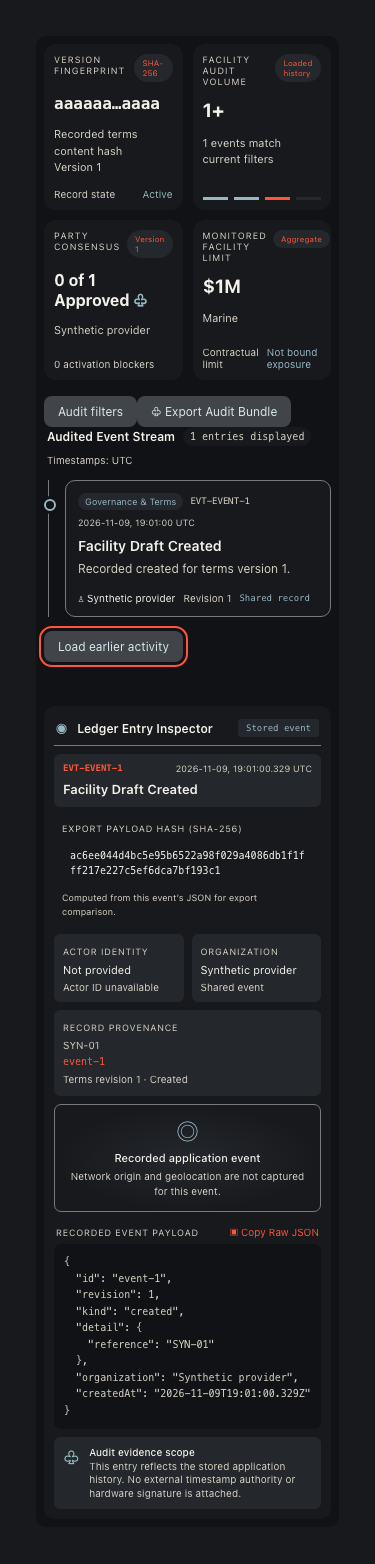 VERSION
FINGERPRINT
SHA-
256
aaaaaa…aaaa
Recorded terms
content hash
Version 1
Record state Active
FACILITY
AUDIT
VOLUME
Loaded
history
1+
1 events match
current filters
PARTY
CONSENSUS
Version
1
0 of 1
Approved
Synthetic provider
0 activation blockers
MONITORED
FACILITY
LIMIT
Aggregate
$1M
Marine
Contractual
limit
Not bound
exposure
Audit filters
Export Audit Bundle
Audited Event Stream 1 entries displayed
Timestamps: UTC
Governance & Terms EVT-EVENT-1
2026-11-09, 19:01:00 UTC
Facility Draft Created
Recorded created for terms version 1.
Synthetic provider Revision 1 Shared record
Load earlier activity
Ledger Entry Inspector Stored event
EVT-EVENT-1 2026-11-09, 19:01:00.329 UTC
Facility Draft Created
EXPORT PAYLOAD HASH (SHA-256)
ac6ee044d4bc5e95b6522a98f029a4086db1f1f
ff217e227c5ef6dca7bf193c1
Computed from this event's JSON for export
comparison.
ACTOR IDENTITY
Not provided
Actor ID unavailable
ORGANIZATION
Synthetic provider
Shared event
RECORD PROVENANCE
SYN-01
event-1
Terms revision 1 · Created
Recorded application event
Network origin and geolocation are not captured
for this event.
RECORDED EVENT PAYLOAD Copy Raw JSON
{
"id": "event-1",
"revision": 1,
"kind": "created",
"detail": {
"reference": "SYN-01"
},
"organization": "Synthetic provider",
"createdAt": "2026-11-09T19:01:00.329Z"
}
Audit evidence scope
This entry reflects the stored application
history. No external timestamp authority or
hardware signature is attached.